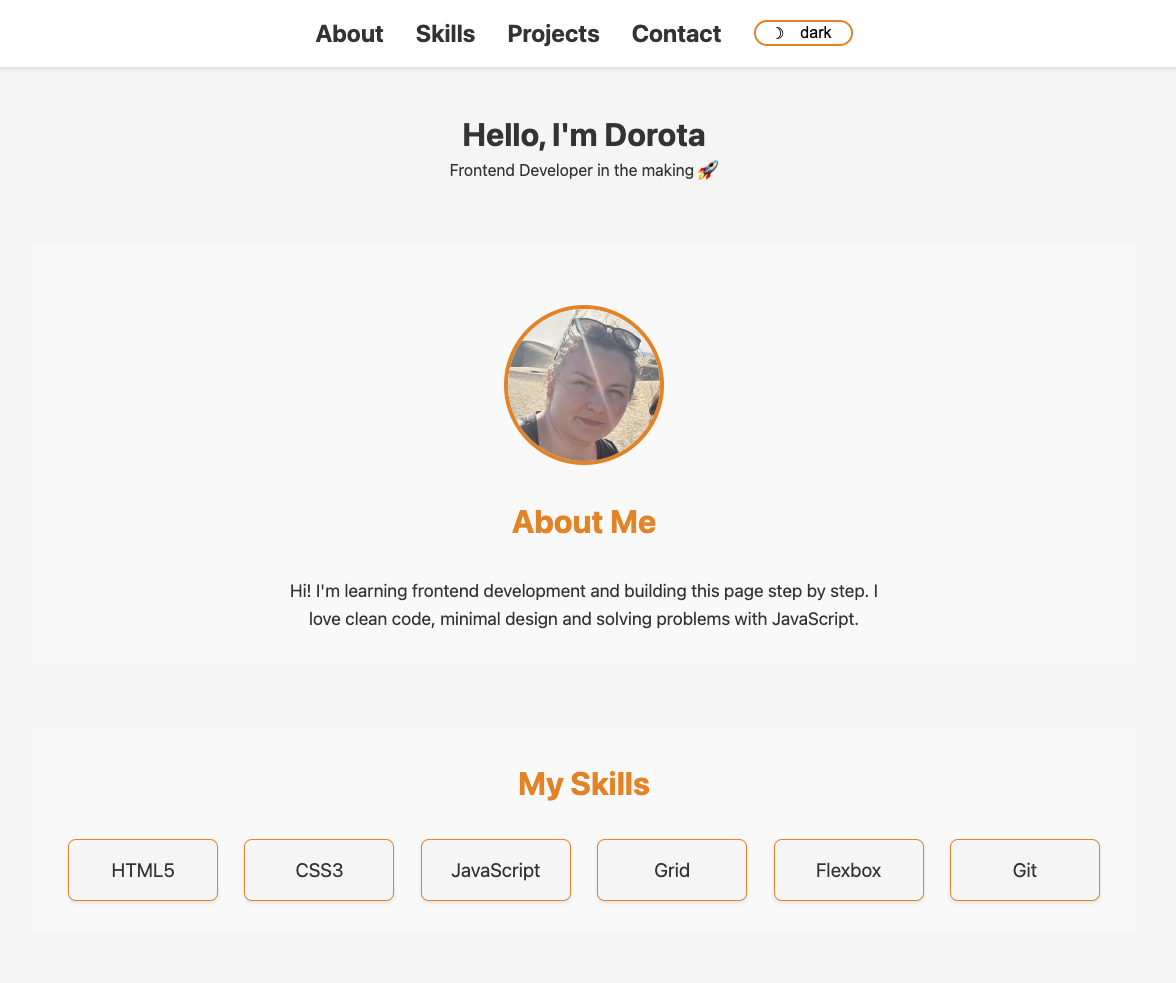 About Skills Projects Contact ☽ dark
Hello, I'm Dorota
Frontend Developer in the making 🚀
About Me
Hi! I'm learning frontend development and building this page step by step. I
love clean code, minimal design and solving problems with JavaScript.
My Skills
HTML5 CSS3 JavaScript Grid Flexbox Git